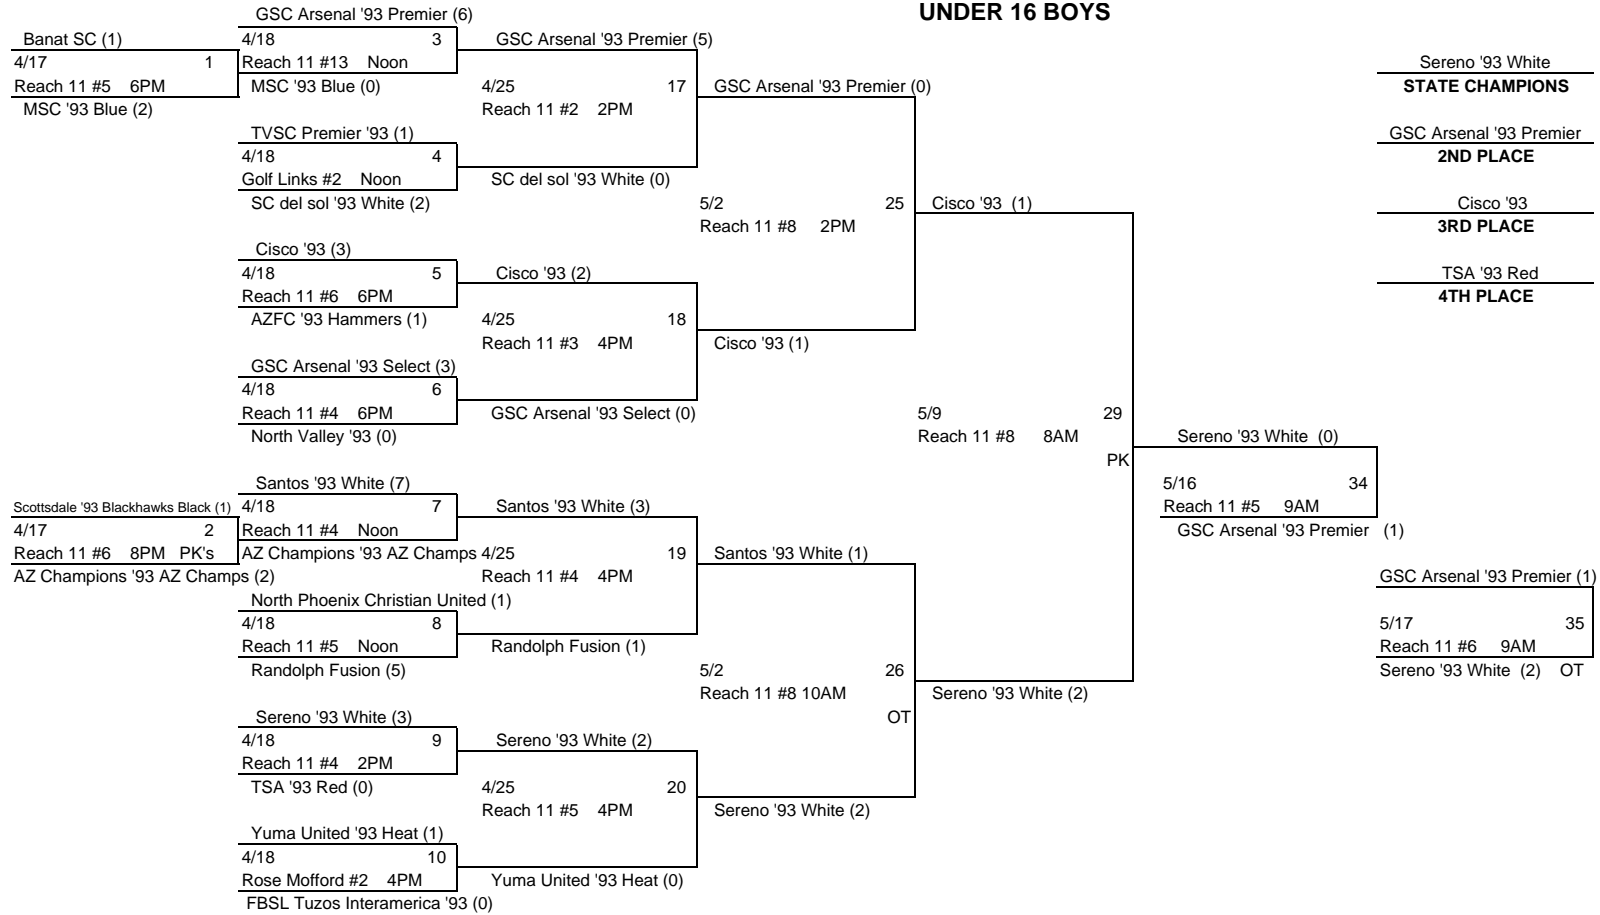 UNDER 16 BOYS
Banat SC (1)
4/17 1
Reach 11 #5 6PM
MSC '93 Blue (2)
Scottsdale '93 Blackhawks Black (1)
4/17 2
Reach 11 #6 8PM PK's
AZ Champions '93 AZ Champs (2)
GSC Arsenal '93 Premier (6)
4/18 3
Reach 11 #13 Noon
MSC '93 Blue (0)
TVSC Premier '93 (1)
4/18 4
Golf Links #2 Noon
SC del sol '93 White (2)
Cisco '93 (3)
4/18 5
Reach 11 #6 6PM
AZFC '93 Hammers (1)
GSC Arsenal '93 Select (3)
4/18 6
Reach 11 #4 6PM
North Valley '93 (0)
Santos '93 White (7)
4/18 7
Reach 11 #4 Noon
AZ Champions '93 AZ Champs
North Phoenix Christian United (1)
4/18 8
Reach 11 #5 Noon
Randolph Fusion (5)
Sereno '93 White (3)
4/18 9
Reach 11 #4 2PM
TSA '93 Red (0)
Yuma United '93 Heat (1)
4/18 10
Rose Mofford #2 4PM
FBSL Tuzos Interamerica '93 (0)
GSC Arsenal '93 Premier (5)
4/25 17
Reach 11 #2 2PM
SC del sol '93 White (0)
Cisco '93 (2)
4/25 18
Reach 11 #3 4PM
GSC Arsenal '93 Select (0)
Santos '93 White (3)
4/25 19
Reach 11 #4 4PM
Randolph Fusion (1)
Sereno '93 White (2)
4/25 20
Reach 11 #5 4PM
Yuma United '93 Heat (0)
GSC Arsenal '93 Premier (0)
5/2 25
Reach 11 #8 2PM
Cisco '93 (1)
Santos '93 White (1)
5/2 26
Reach 11 #8 10AM
OT
Sereno '93 White (2)
Cisco '93 (1)
5/9 29
Reach 11 #8 8AM
PK
Sereno '93 White (2)
Sereno '93 White (0)
5/16 34
Reach 11 #5 9AM
GSC Arsenal '93 Premier (1)
GSC Arsenal '93 Premier (1)
5/17 35
Reach 11 #6 9AM
Sereno '93 White (2) OT
Sereno '93 White
STATE CHAMPIONS
GSC Arsenal '93 Premier
2ND PLACE
Cisco '93
3RD PLACE
TSA '93 Red
4TH PLACE